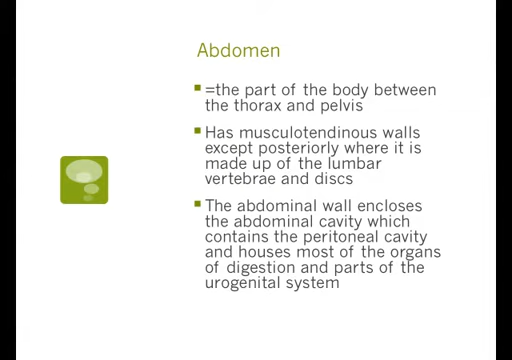 Abdomen
=the part of the body between
the thorax and pelvis
Has musculotendinous walls
except posteriorly where it is
made up of the lumbar
vertebrae and discs
The abdominal wall encloses
the abdominal cavity which
contains the peritoneal cavity
and houses most of the organs
of digestion and parts of the
urogenital system